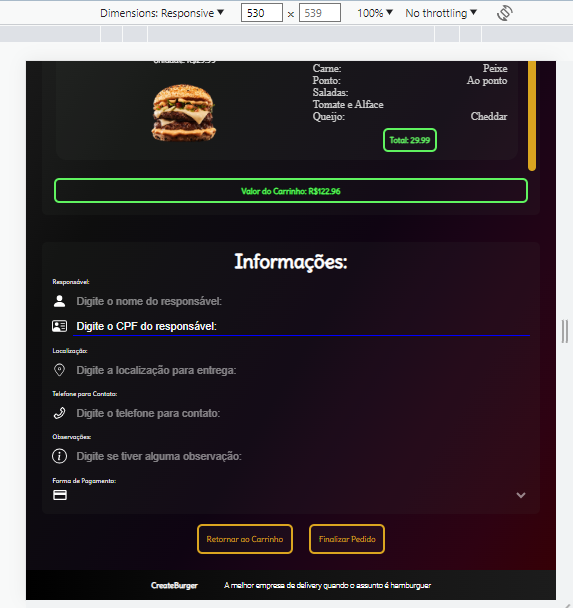 Dimensions: Responsive ▼ 530 × 539 100% ▼ No throttling ▼
Unidade: R$29.99
Carne: Peixe
Ponto: Ao ponto
Saladas:
Tomate e Alface
Queijo: Cheddar
Total: 29.99
Valor do Carrinho: R$122.96
Informações:
Responsável:
Digite o nome do responsável:
Digite o CPF do responsável:
Localização:
Digite a localização para entrega:
Telefone para Contato:
Digite o telefone para contato:
Observações:
Digite se tiver alguma observação:
Forma de Pagamento:
Retornar ao Carrinho Finalizar Pedido
CreateBurger A melhor empresa de delivery quando o assunto é hamburguer